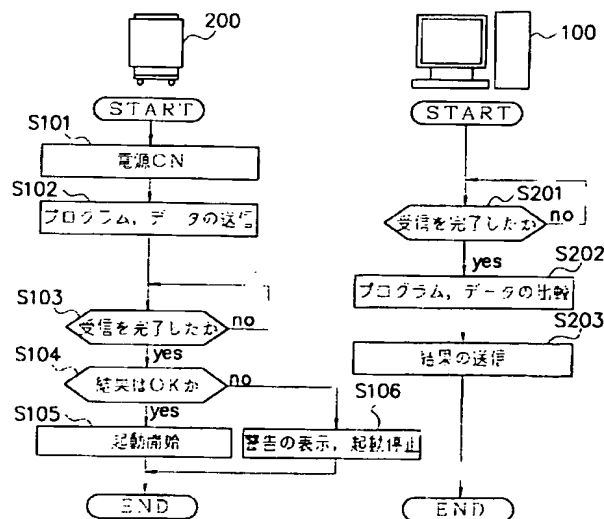 200
START
S101
電源CN
S102
プログラム,データの送信
S103
受信を完了したか
no
yes
S104
結果はOKか
no
yes
S105
起動開始
S106
警告の表示,起動停止
END
100
START
S201
受信を完了したか
no
yes
S202
プログラム,データの比較
S203
結果の送信
END